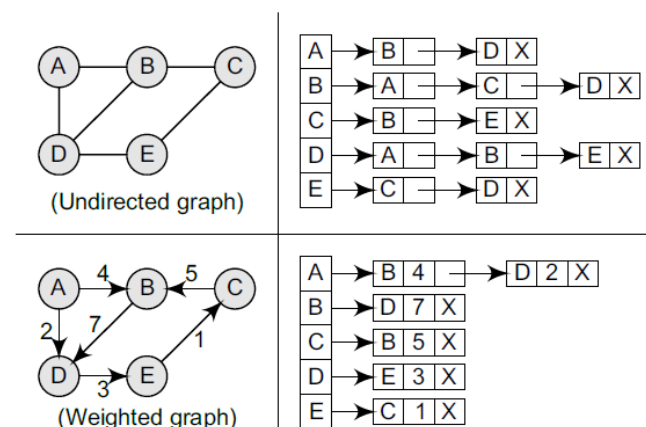 A B C
D E
(Undirected graph)
A B D X
B A C D X
C B E X
D A B E X
E C D X
A 4 B 5 C
2 7 1
D 3 E
(Weighted graph)
A B 4 D 2 X
B D 7 X
C B 5 X
D E 3 X
E C 1 X